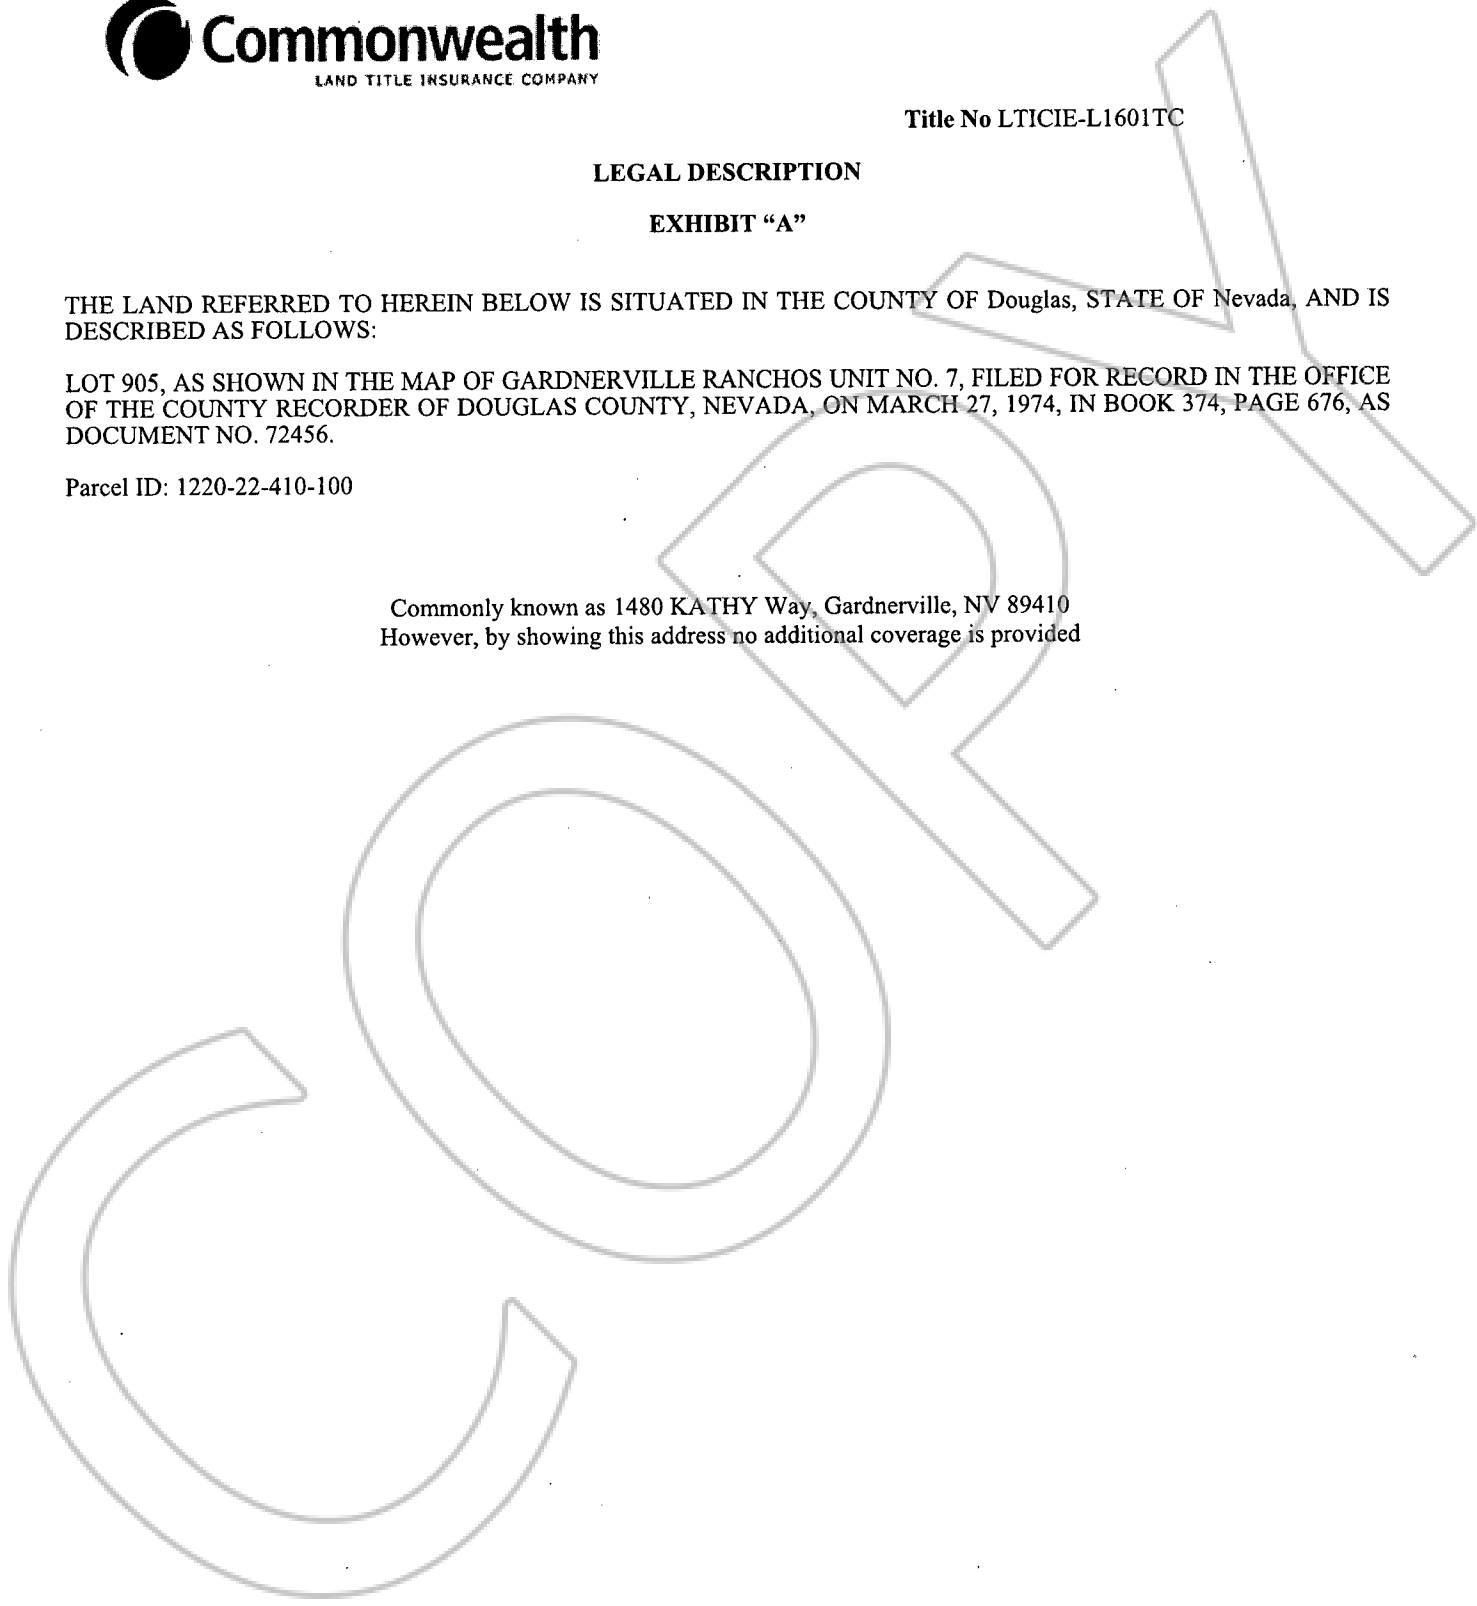 Commonwealth
LAND TITLE INSURANCE COMPANY
Title No LTICIE-L1601TC
LEGAL DESCRIPTION
EXHIBIT “A”
THE LAND REFERRED TO HEREIN BELOW IS SITUATED IN THE COUNTY OF Douglas, STATE OF Nevada, AND IS
DESCRIBED AS FOLLOWS:
LOT 905, AS SHOWN IN THE MAP OF GARDNERVILLE RANCHOS UNIT NO. 7, FILED FOR RECORD IN THE OFFICE
OF THE COUNTY RECORDER OF DOUGLAS COUNTY, NEVADA, ON MARCH 27, 1974, IN BOOK 374, PAGE 676, AS
DOCUMENT NO. 72456.
Parcel ID: 1220-22-410-100
Commonly known as 1480 KATHY Way, Gardnerville, NV 89410
However, by showing this address no additional coverage is provided
COPY